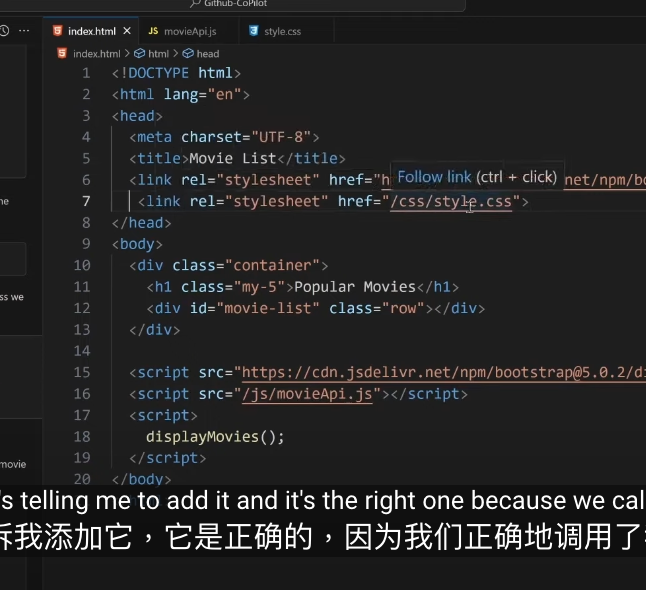 Github-CoPilot
index.html
JS movieApi.js
style.css
index.html > html > head
1 <!DOCTYPE html>
2 <html lang="en">
3 <head>
4 <meta charset="UTF-8">
5 <title>Movie List</title>
6 <link rel="stylesheet" href="h
Follow link (ctrl + click)
net/npm/bo
7 <link rel="stylesheet" href="/css/style.css">
8 </head>
9 <body>
10 <div class="container">
11 <h1 class="my-5">Popular Movies</h1>
12 <div id="movie-list" class="row"></div>
13 </div>
14
15 <script src="https://cdn.jsdelivr.net/npm/bootstrap@5.0.2/di
16 <script src="/js/movieApi.js"></script>
17 <script>
18 displayMovies();
19 </script>
20 </body>
ne
ss we
movie
's telling me to add it and it's the right one because we cal
我添加它，它是正确的，因为我们正确地调用了